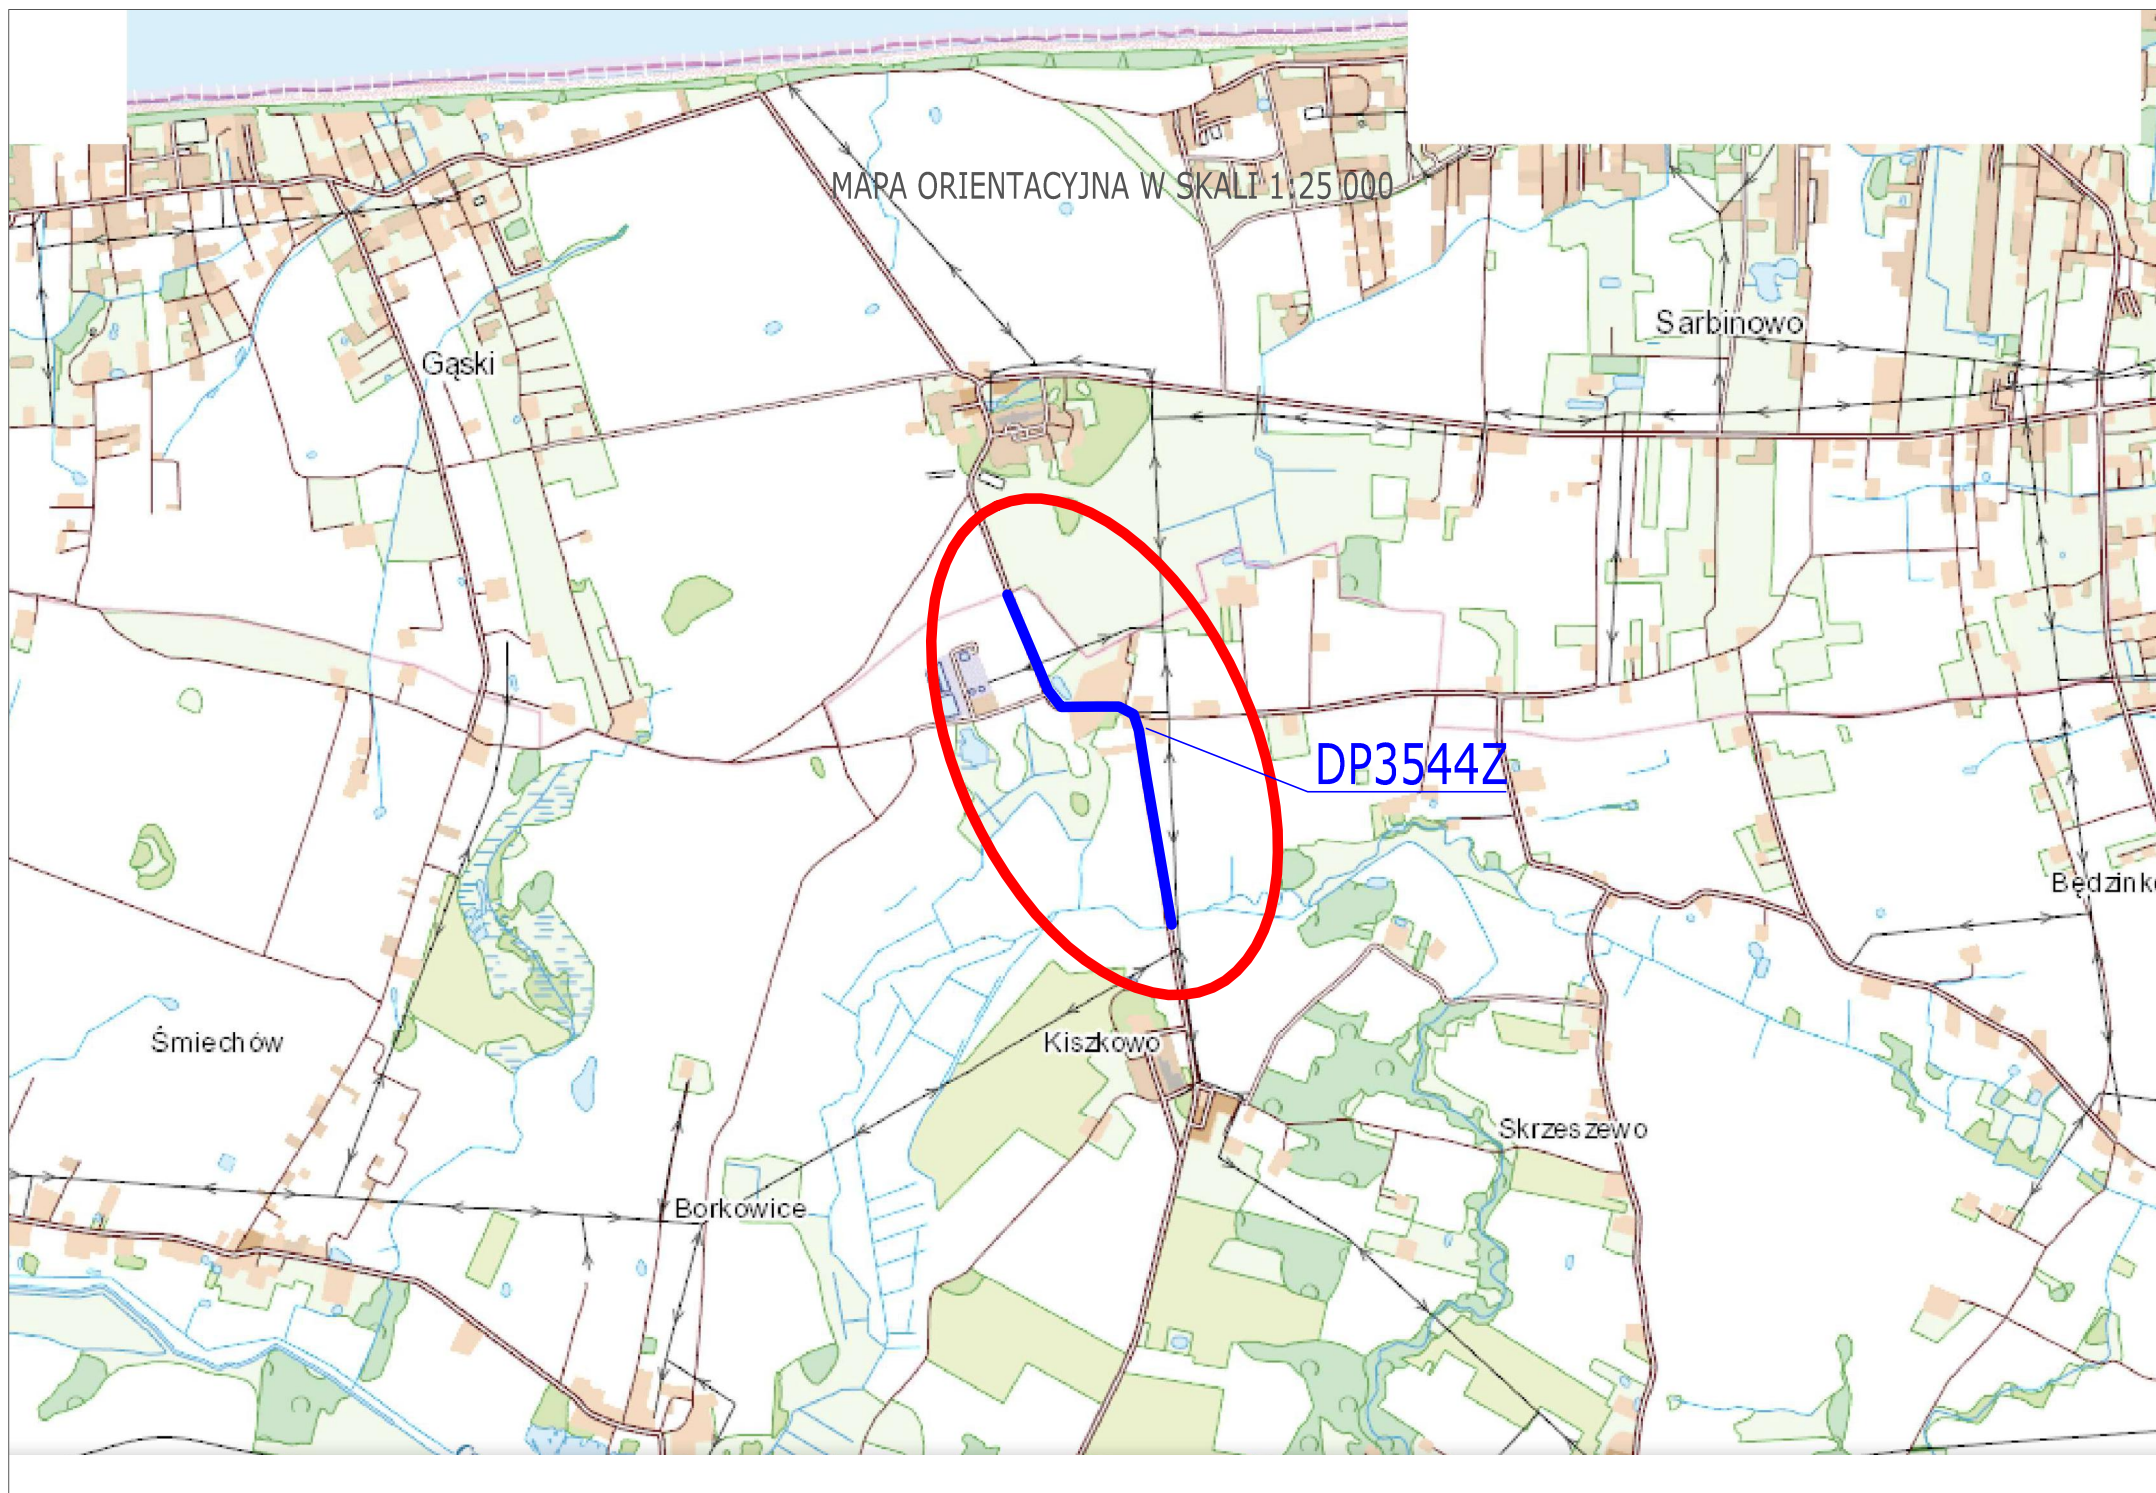 MAPA ORIENTACYJNA W SKALI 1:25 000
Sarbinowo
Gąski
DP3544Z
Będzink
Śmiechów
Kiszkowo
Skrzeszewo
Borkowice